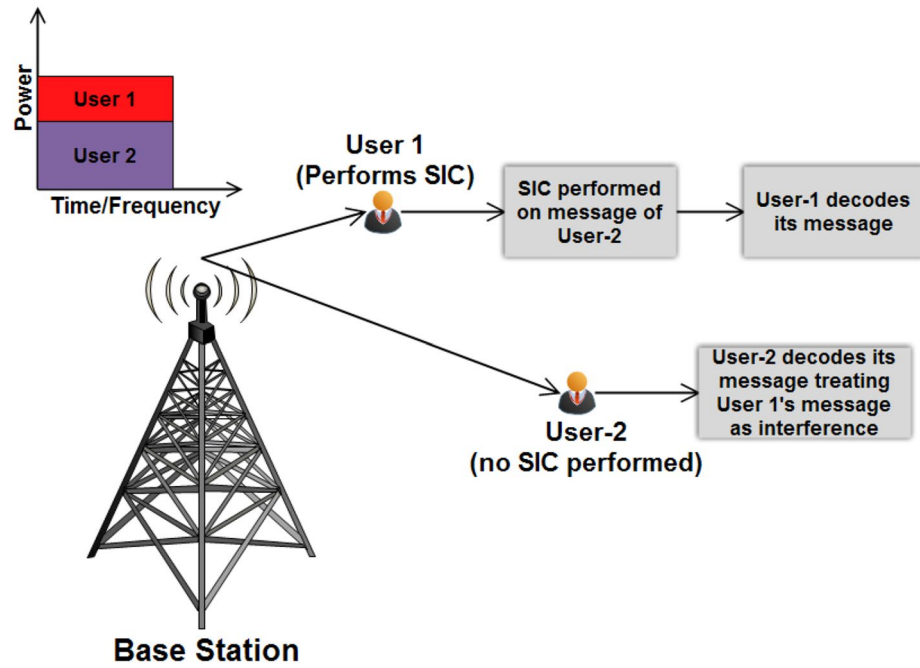 Power
User 1
User 2
Time/Frequency
User 1
(Performs SIC)
SIC performed
on message of
User-2
User-1 decodes
its message
User-2
(no SIC performed)
User-2 decodes its
message treating
User 1's message
as interference
Base Station